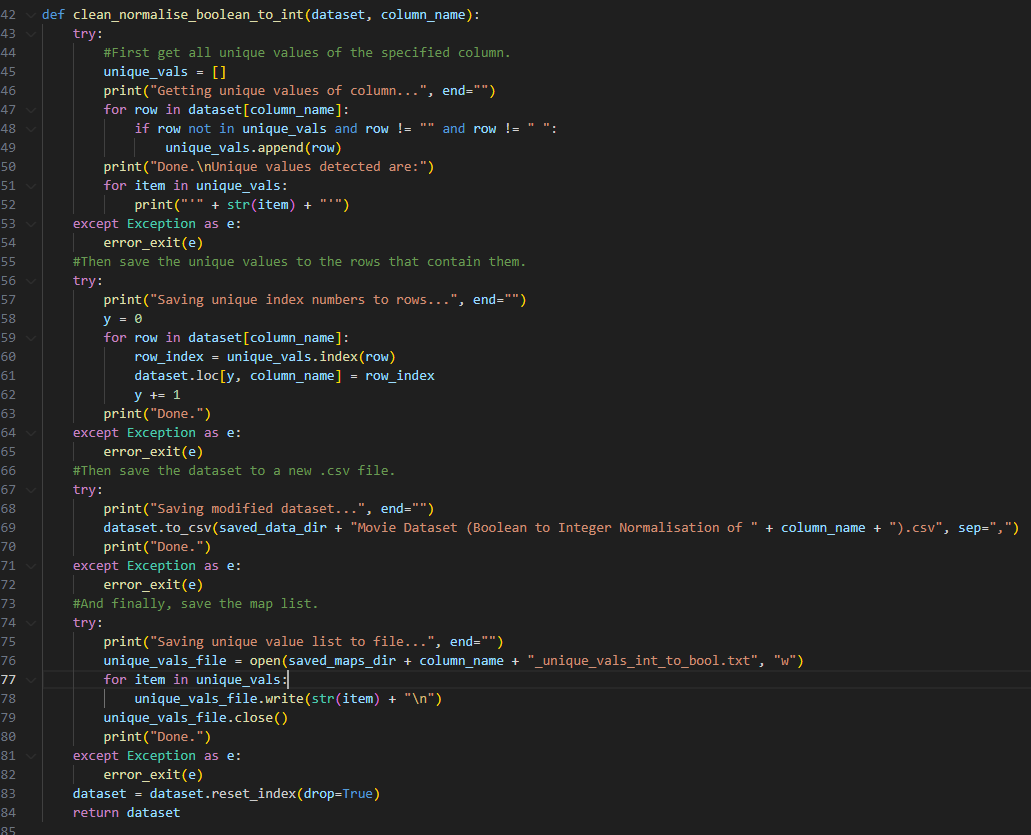 42 def clean_normalise_boolean_to_int(dataset, column_name):
43     try:
44         #First get all unique values of the specified column.
45         unique_vals = []
46         print("Getting unique values of column...", end="")
47         for row in dataset[column_name]:
48             if row not in unique_vals and row != "" and row != " ":
49                 unique_vals.append(row)
50         print("Done.\nUnique values detected are:")
51         for item in unique_vals:
52             print("'" + str(item) + "'")
53     except Exception as e:
54         error_exit(e)
55     #Then save the unique values to the rows that contain them.
56     try:
57         print("Saving unique index numbers to rows...", end="")
58         y = 0
59         for row in dataset[column_name]:
60             row_index = unique_vals.index(row)
61             dataset.loc[y, column_name] = row_index
62             y += 1
63         print("Done.")
64     except Exception as e:
65         error_exit(e)
66     #Then save the dataset to a new .csv file.
67     try:
68         print("Saving modified dataset...", end="")
69         dataset.to_csv(saved_data_dir + "Movie Dataset (Boolean to Integer Normalisation of " + column_name + ").csv", sep=",")
70         print("Done.")
71     except Exception as e:
72         error_exit(e)
73     #And finally, save the map list.
74     try:
75         print("Saving unique value list to file...", end="")
76         unique_vals_file = open(saved_maps_dir + column_name + "_unique_vals_int_to_bool.txt", "w")
77         for item in unique_vals:
78             unique_vals_file.write(str(item) + "\n")
79         unique_vals_file.close()
80         print("Done.")
81     except Exception as e:
82         error_exit(e)
83     dataset = dataset.reset_index(drop=True)
84     return dataset
85